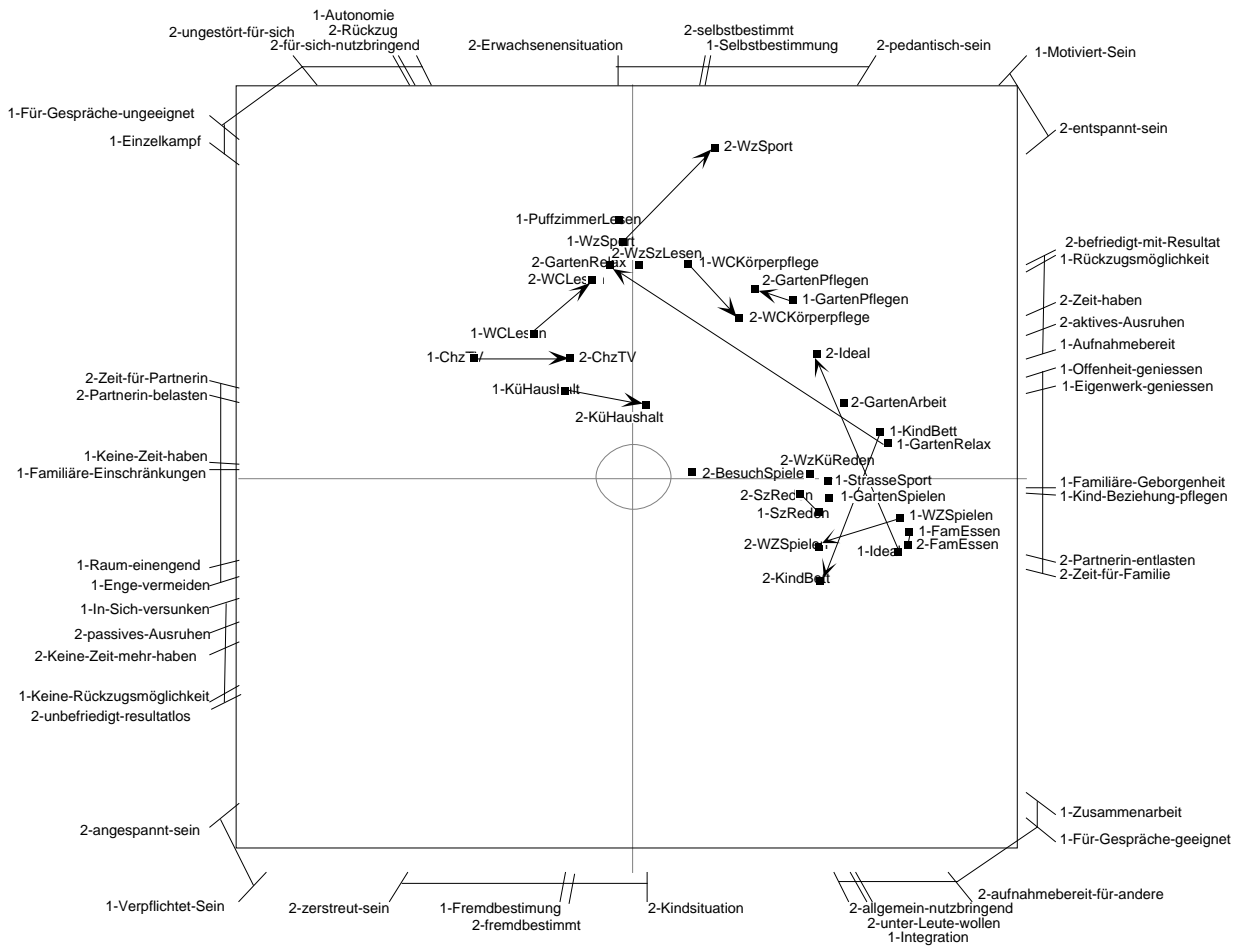 1-Autonomie
2-ungestört-für-sich
2-Rückzug
2-selbstbestimmt
2-für-sich-nutzbringend
2-Erwachsenensituation
1-Selbstbestimmung
2-pedantisch-sein
1-Motiviert-Sein
1-Für-Gespräche-ungeeignet
2-entspannt-sein
1-Einzelkampf
2-WzSport
1-PuffzimmerLesen
1-WzSport
2-befriedigt-mit-Resultat
2-WzSzLesen
1-Rückzugsmöglichkeit
2-GartenRelax
1-WCKörperpflege
2-WCLesen
2-GartenPflegen
1-GartenPflegen
2-Zeit-haben
2-WCKörperpflege
2-aktives-Ausruhen
1-WCLesen
1-Aufnahmebereit
1-ChzTV
2-ChzTV
2-Ideal
1-Offenheit-geniessen
2-Zeit-für-Partnerin
1-Eigenwerk-geniessen
2-Partnerin-belasten
1-KüHaushalt
2-GartenArbeit
2-KüHaushalt
1-KindBett
1-GartenRelax
1-Keine-Zeit-haben
2-WzKüReden
1-Familiäre-Einschränkungen
2-BesuchSpiele
1-StrasseSport
1-Familiäre-Geborgenheit
2-SzReden
1-GartenSpielen
1-Kind-Beziehung-pflegen
1-SzReden
1-WZSpielen
1-FamEssen
2-WZSpielen
1-Ideal
2-FamEssen
1-Raum-einengend
2-Partnerin-entlasten
2-KindBett
2-Zeit-für-Familie
1-Enge-vermeiden
1-In-Sich-versunken
2-passives-Ausruhen
2-Keine-Zeit-mehr-haben
1-Keine-Rückzugsmöglichkeit
2-unbefriedigt-resultatlos
1-Zusammenarbeit
2-angespannt-sein
1-Für-Gespräche-geeignet
2-aufnahmebereit-für-andere
1-Verpflichtet-Sein
2-zerstreut-sein
1-Fremdbestimung
2-Kindsituation
2-allgemein-nutzbringend
2-fremdbestimmt
2-unter-Leute-wollen
1-Integration